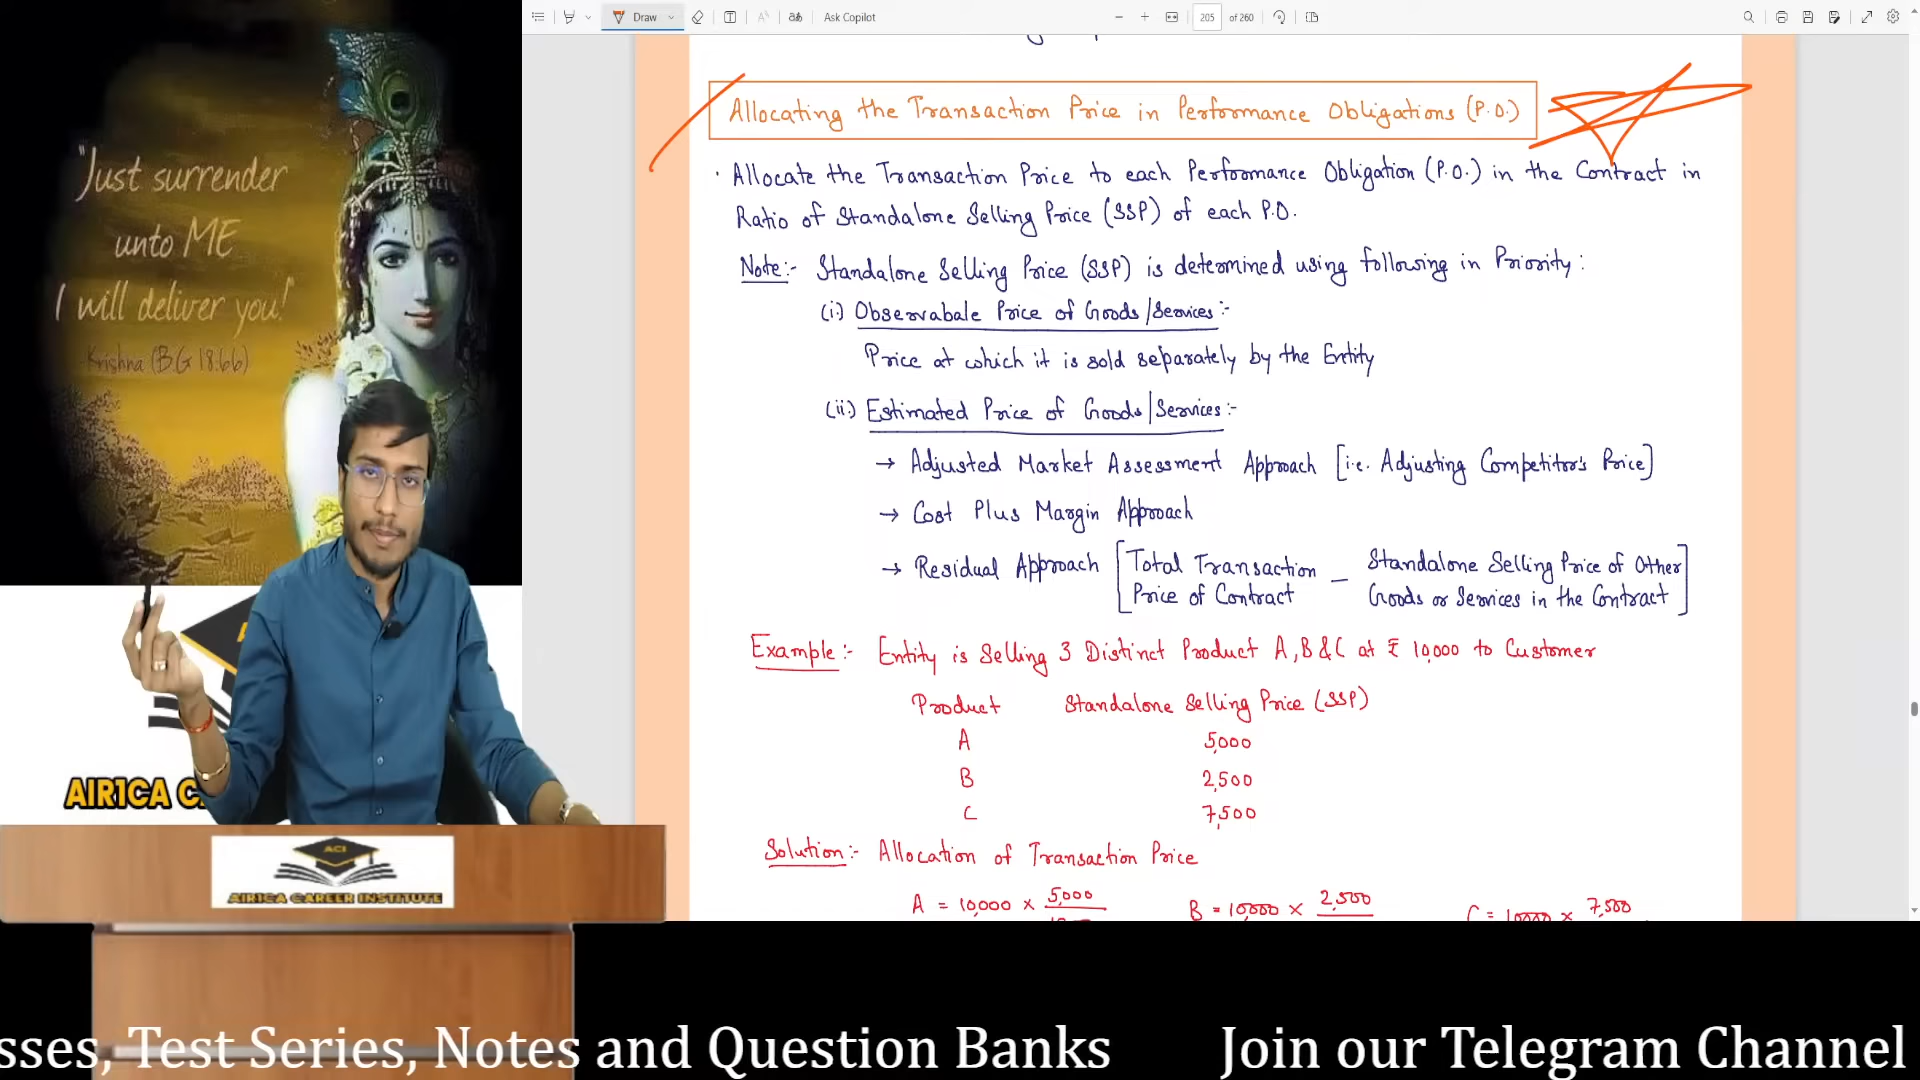 Draw
Ask Copilot
205 of 260
Allocating the Transaction Price in Performance Obligations (P.O.)
• Allocate the Transaction Price to each Performance Obligation (P.O.) in the Contract in
Ratio of Standalone Selling Price (SSP) of each P.O.
Note:- Standalone Selling Price (SSP) is determined using following in Priority:
(i.) Observabale Price of Goods/Services:-
Price at which it is sold separately by the Entity
(ii.) Estimated Price of Goods/Services:-
→ Adjusted Market Assessment Approach [i.e. Adjusting Competitor's Price]
→ Cost Plus Margin Approach
→ Residual Approach [Total Transaction Price of Contract – Standalone Selling Price of Other Goods or Services in the Contract]
Example:- Entity is Selling 3 Distinct Product A, B & C at ₹ 10,000 to Customer
Product Standalone Selling Price (SSP)
A 5,000
B 2,500
C 7,500
Solution:- Allocation of Transaction Price
A = 10,000 × 5,000 B = 10,000 × 2,500 C = 10,000 × 7,500
"Just surrender
unto ME
I will deliver you!"
Krishna (B.G 18.66)
AIR1CA C
ACI
AIR1CA CAREER INSTITUTE
sses, Test Series, Notes and Question Banks
Join our Telegram Channel